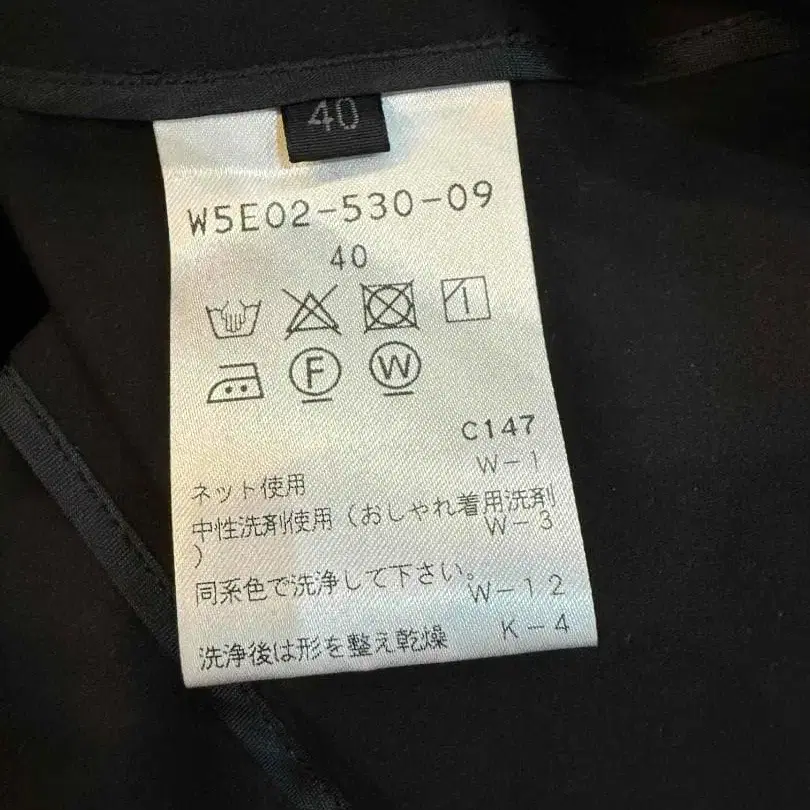 40
W5E02-530-09
40
F W
C147
W-1
ネット使用
中性洗剤使用（おしゃれ着用洗剤
W-3
）
同系色で洗浄して下さい。
W-12
洗浄後は形を整え乾燥
K-4